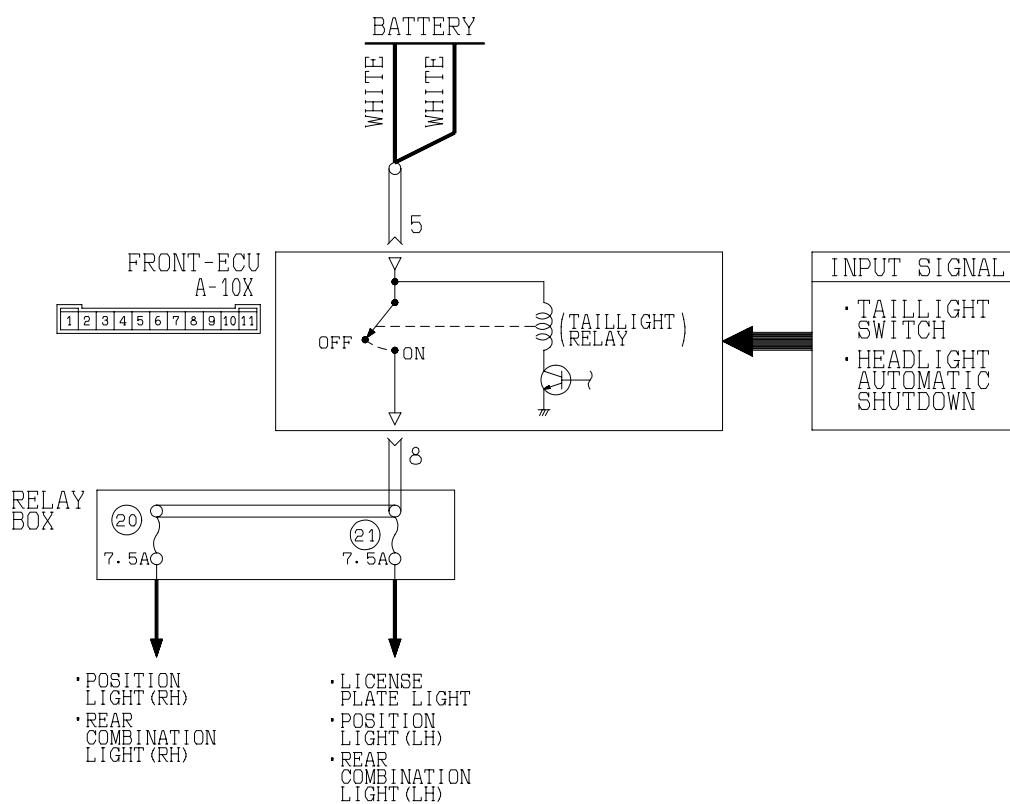 BATTERY
WHITE
WHITE
5
FRONT-ECU
A-10X
1 2 3 4 5 6 7 8 9 10 11
OFF
ON
(TAILLIGHT
RELAY)
INPUT SIGNAL
・TAILLIGHT
SWITCH
・HEADLIGHT
AUTOMATIC
SHUTDOWN
8
RELAY
BOX
20
7.5A
21
7.5A
・POSITION
LIGHT(RH)
・REAR
COMBINATION
LIGHT(RH)
・LICENSE
PLATE LIGHT
・POSITION
LIGHT(LH)
・REAR
COMBINATION
LIGHT(LH)